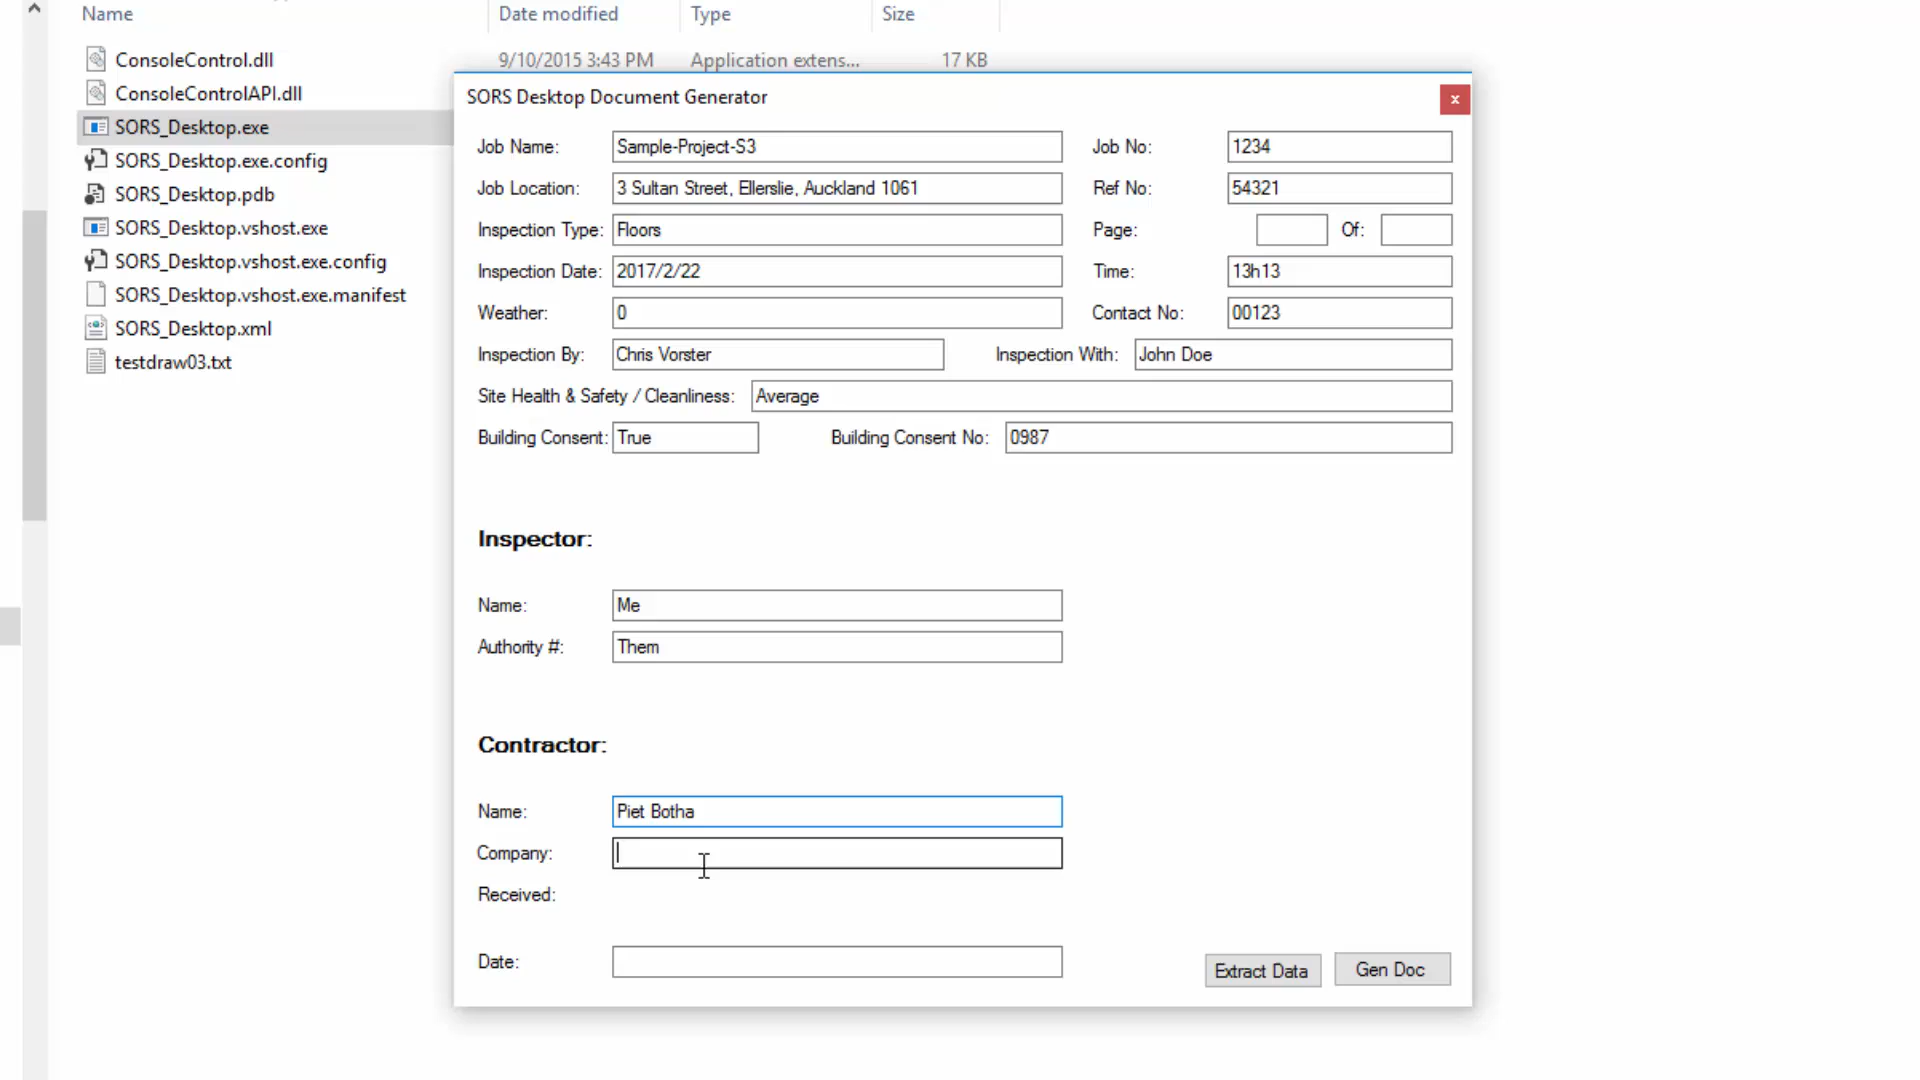 Name Date modified Type Size
ConsoleControl.dll 9/10/2015 3:43 PM Application extens... 17 KB
ConsoleControlAPI.dll
SORS_Desktop.exe
SORS_Desktop.exe.config
SORS_Desktop.pdb
SORS_Desktop.vshost.exe
SORS_Desktop.vshost.exe.config
SORS_Desktop.vshost.exe.manifest
SORS_Desktop.xml
testdraw03.txt
SORS Desktop Document Generator x
Job Name: Sample-Project-S3 Job No: 1234
Job Location: 3 Sultan Street, Ellerslie, Auckland 1061 Ref No: 54321
Inspection Type: Floors Page: Of:
Inspection Date: 2017/2/22 Time: 13h13
Weather: 0 Contact No: 00123
Inspection By: Chris Vorster Inspection With: John Doe
Site Health & Safety / Cleanliness: Average
Building Consent: True Building Consent No: 0987
Inspector:
Name: Me
Authority #: Them
Contractor:
Name: Piet Botha
Company:
Received:
Date: Extract Data Gen Doc